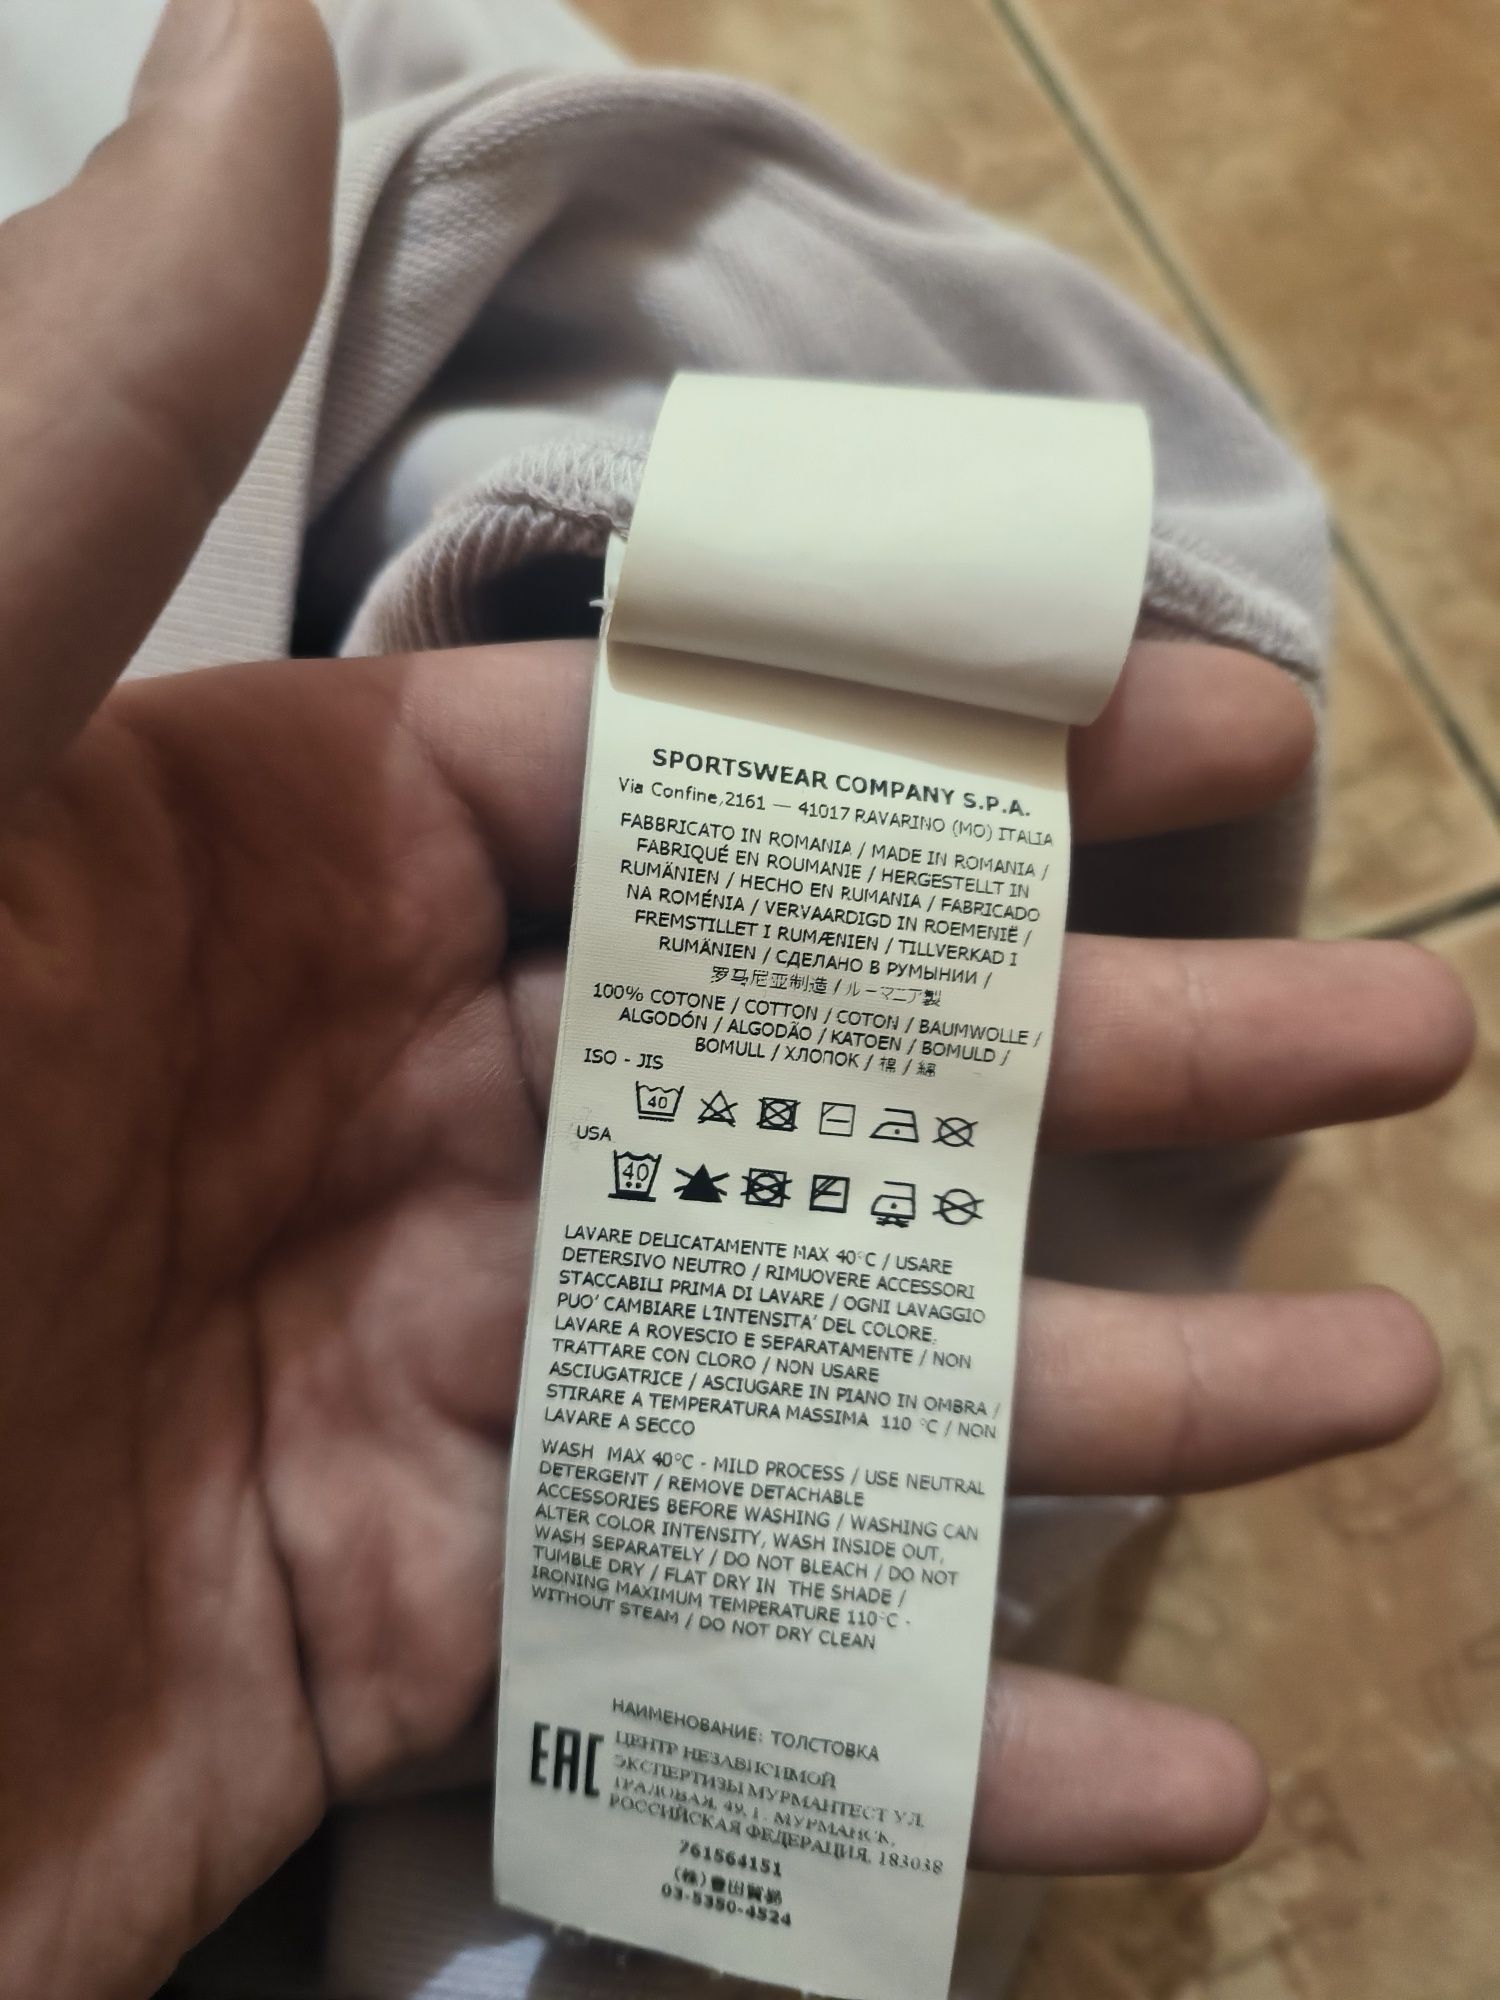 SPORTSWEAR COMPANY S.P.A.
Via Confine,2161 — 41017 RAVARINO (MO) ITALIA
FABBRICATO IN ROMANIA / MADE IN ROMANIA /
FABRIQUÉ EN ROUMANIE / HERGESTELLT IN
RUMÄNIEN / HECHO EN RUMANIA / FABRICADO
NA ROMÉNIA / VERVAARDIGD IN ROEMENIË /
FREMSTILLET I RUMÆNIEN / TILLVERKAD I
RUMÄNIEN / СДЕЛАНО В РУМЫНИИ /
罗马尼亚制造 / ルーマニア製
100% COTONE / COTTON / COTON / BAUMWOLLE /
ALGODÓN / ALGODÃO / KATOEN / BOMULD /
BOMULL / ХЛОПОК / 棉 / 綿
ISO - JIS
40
USA
40
LAVARE DELICATAMENTE MAX 40°C / USARE
DETERSIVO NEUTRO / RIMUOVERE ACCESSORI
STACCABILI PRIMA DI LAVARE / OGNI LAVAGGIO
PUO' CAMBIARE L'INTENSITA' DEL COLORE,
LAVARE A ROVESCIO E SEPARATAMENTE / NON
TRATTARE CON CLORO / NON USARE
ASCIUGATRICE / ASCIUGARE IN PIANO IN OMBRA /
STIRARE A TEMPERATURA MASSIMA 110 °C / NON
LAVARE A SECCO
WASH MAX 40°C - MILD PROCESS / USE NEUTRAL
DETERGENT / REMOVE DETACHABLE
ACCESSORIES BEFORE WASHING / WASHING CAN
ALTER COLOR INTENSITY, WASH INSIDE OUT,
WASH SEPARATELY / DO NOT BLEACH / DO NOT
TUMBLE DRY / FLAT DRY IN THE SHADE /
IRONING MAXIMUM TEMPERATURE 110°C -
WITHOUT STEAM / DO NOT DRY CLEAN
НАИМЕНОВАНИЕ: ТОЛСТОВКА
EAC
ЦЕНТР НЕЗАВИСИМОЙ
ЭКСПЕРТИЗЫ МУРМАНТЕСТ УЛ.
ТРАЛОВАЯ, 49, Г. МУРМАНСК,
РОССИЙСКАЯ ФЕДЕРАЦИЯ, 183038
761564151
(株)豊田貿易
03-5350-4524